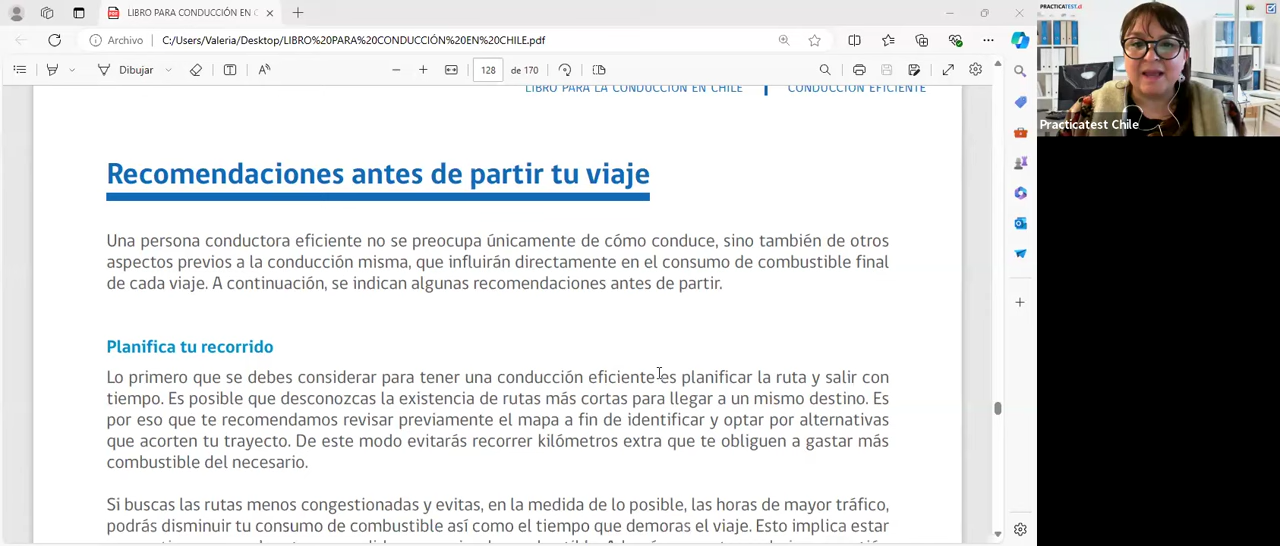 LIBRO PARA CONDUCCIÓN EN C
Archivo C:/Users/Valeria/Desktop/LIBRO%20PARA%20CONDUCCIÓN%20EN%20CHILE.pdf
Dibujar 128 de 170
LIBRO PARA LA CONDUCCIÓN EN CHILE CONDUCCIÓN EFICIENTE
Recomendaciones antes de partir tu viaje
Una persona conductora eficiente no se preocupa únicamente de cómo conduce, sino también de otros
aspectos previos a la conducción misma, que influirán directamente en el consumo de combustible final
de cada viaje. A continuación, se indican algunas recomendaciones antes de partir.
Planifica tu recorrido
Lo primero que se debes considerar para tener una conducción eficiente es planificar la ruta y salir con
tiempo. Es posible que desconozcas la existencia de rutas más cortas para llegar a un mismo destino. Es
por eso que te recomendamos revisar previamente el mapa a fin de identificar y optar por alternativas
que acorten tu trayecto. De este modo evitarás recorrer kilómetros extra que te obliguen a gastar más
combustible del necesario.
Si buscas las rutas menos congestionadas y evitas, en la medida de lo posible, las horas de mayor tráfico,
podrás disminuir tu consumo de combustible así como el tiempo que demoras el viaje. Esto implica estar
PRACTICATEST.cl
Practicatest Chile